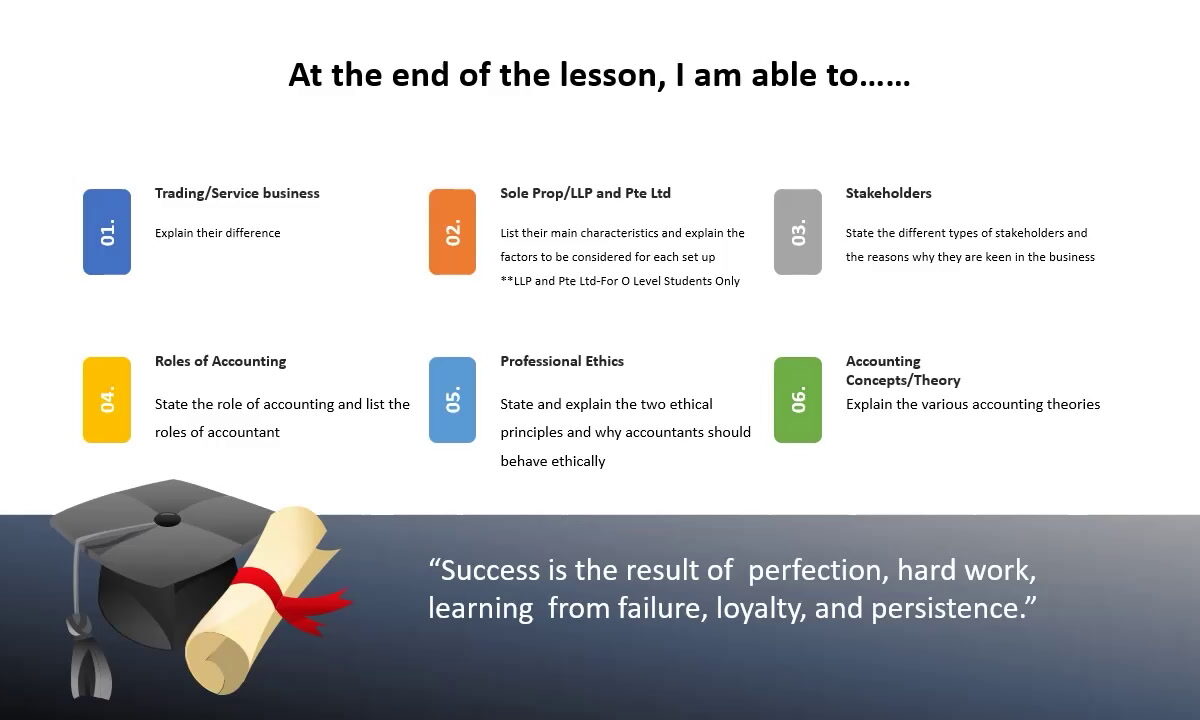 At the end of the lesson, I am able to……
01.
Trading/Service business
Explain their difference
02.
Sole Prop/LLP and Pte Ltd
List their main characteristics and explain the
factors to be considered for each set up
**LLP and Pte Ltd-For O Level Students Only
03.
Stakeholders
State the different types of stakeholders and
the reasons why they are keen in the business
04.
Roles of Accounting
State the role of accounting and list the
roles of accountant
05.
Professional Ethics
State and explain the two ethical
principles and why accountants should
behave ethically
06.
Accounting
Concepts/Theory
Explain the various accounting theories
“Success is the result of  perfection, hard work,
learning  from failure, loyalty, and persistence.”